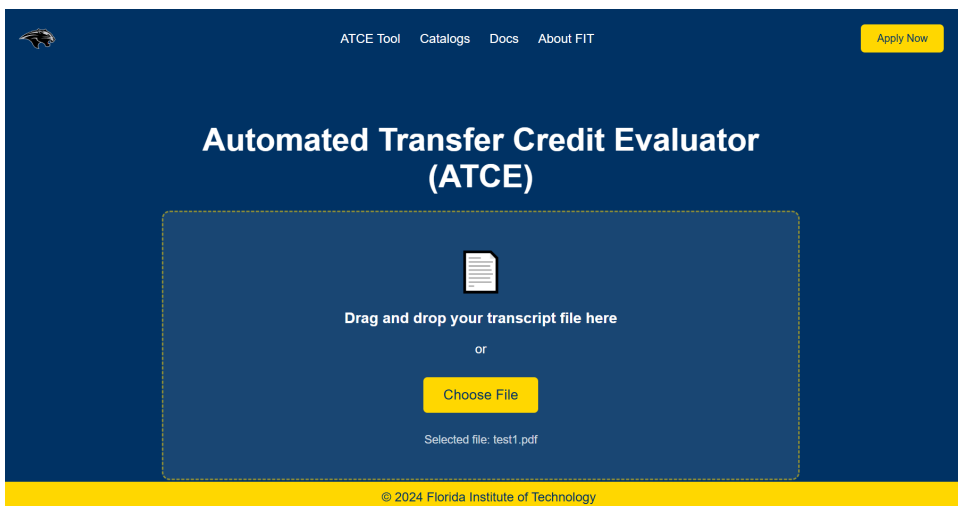 ATCE Tool Catalogs Docs About FIT Apply Now
Automated Transfer Credit Evaluator
(ATCE)
Drag and drop your transcript file here
or
Choose File
Selected file: test1.pdf
© 2024 Florida Institute of Technology